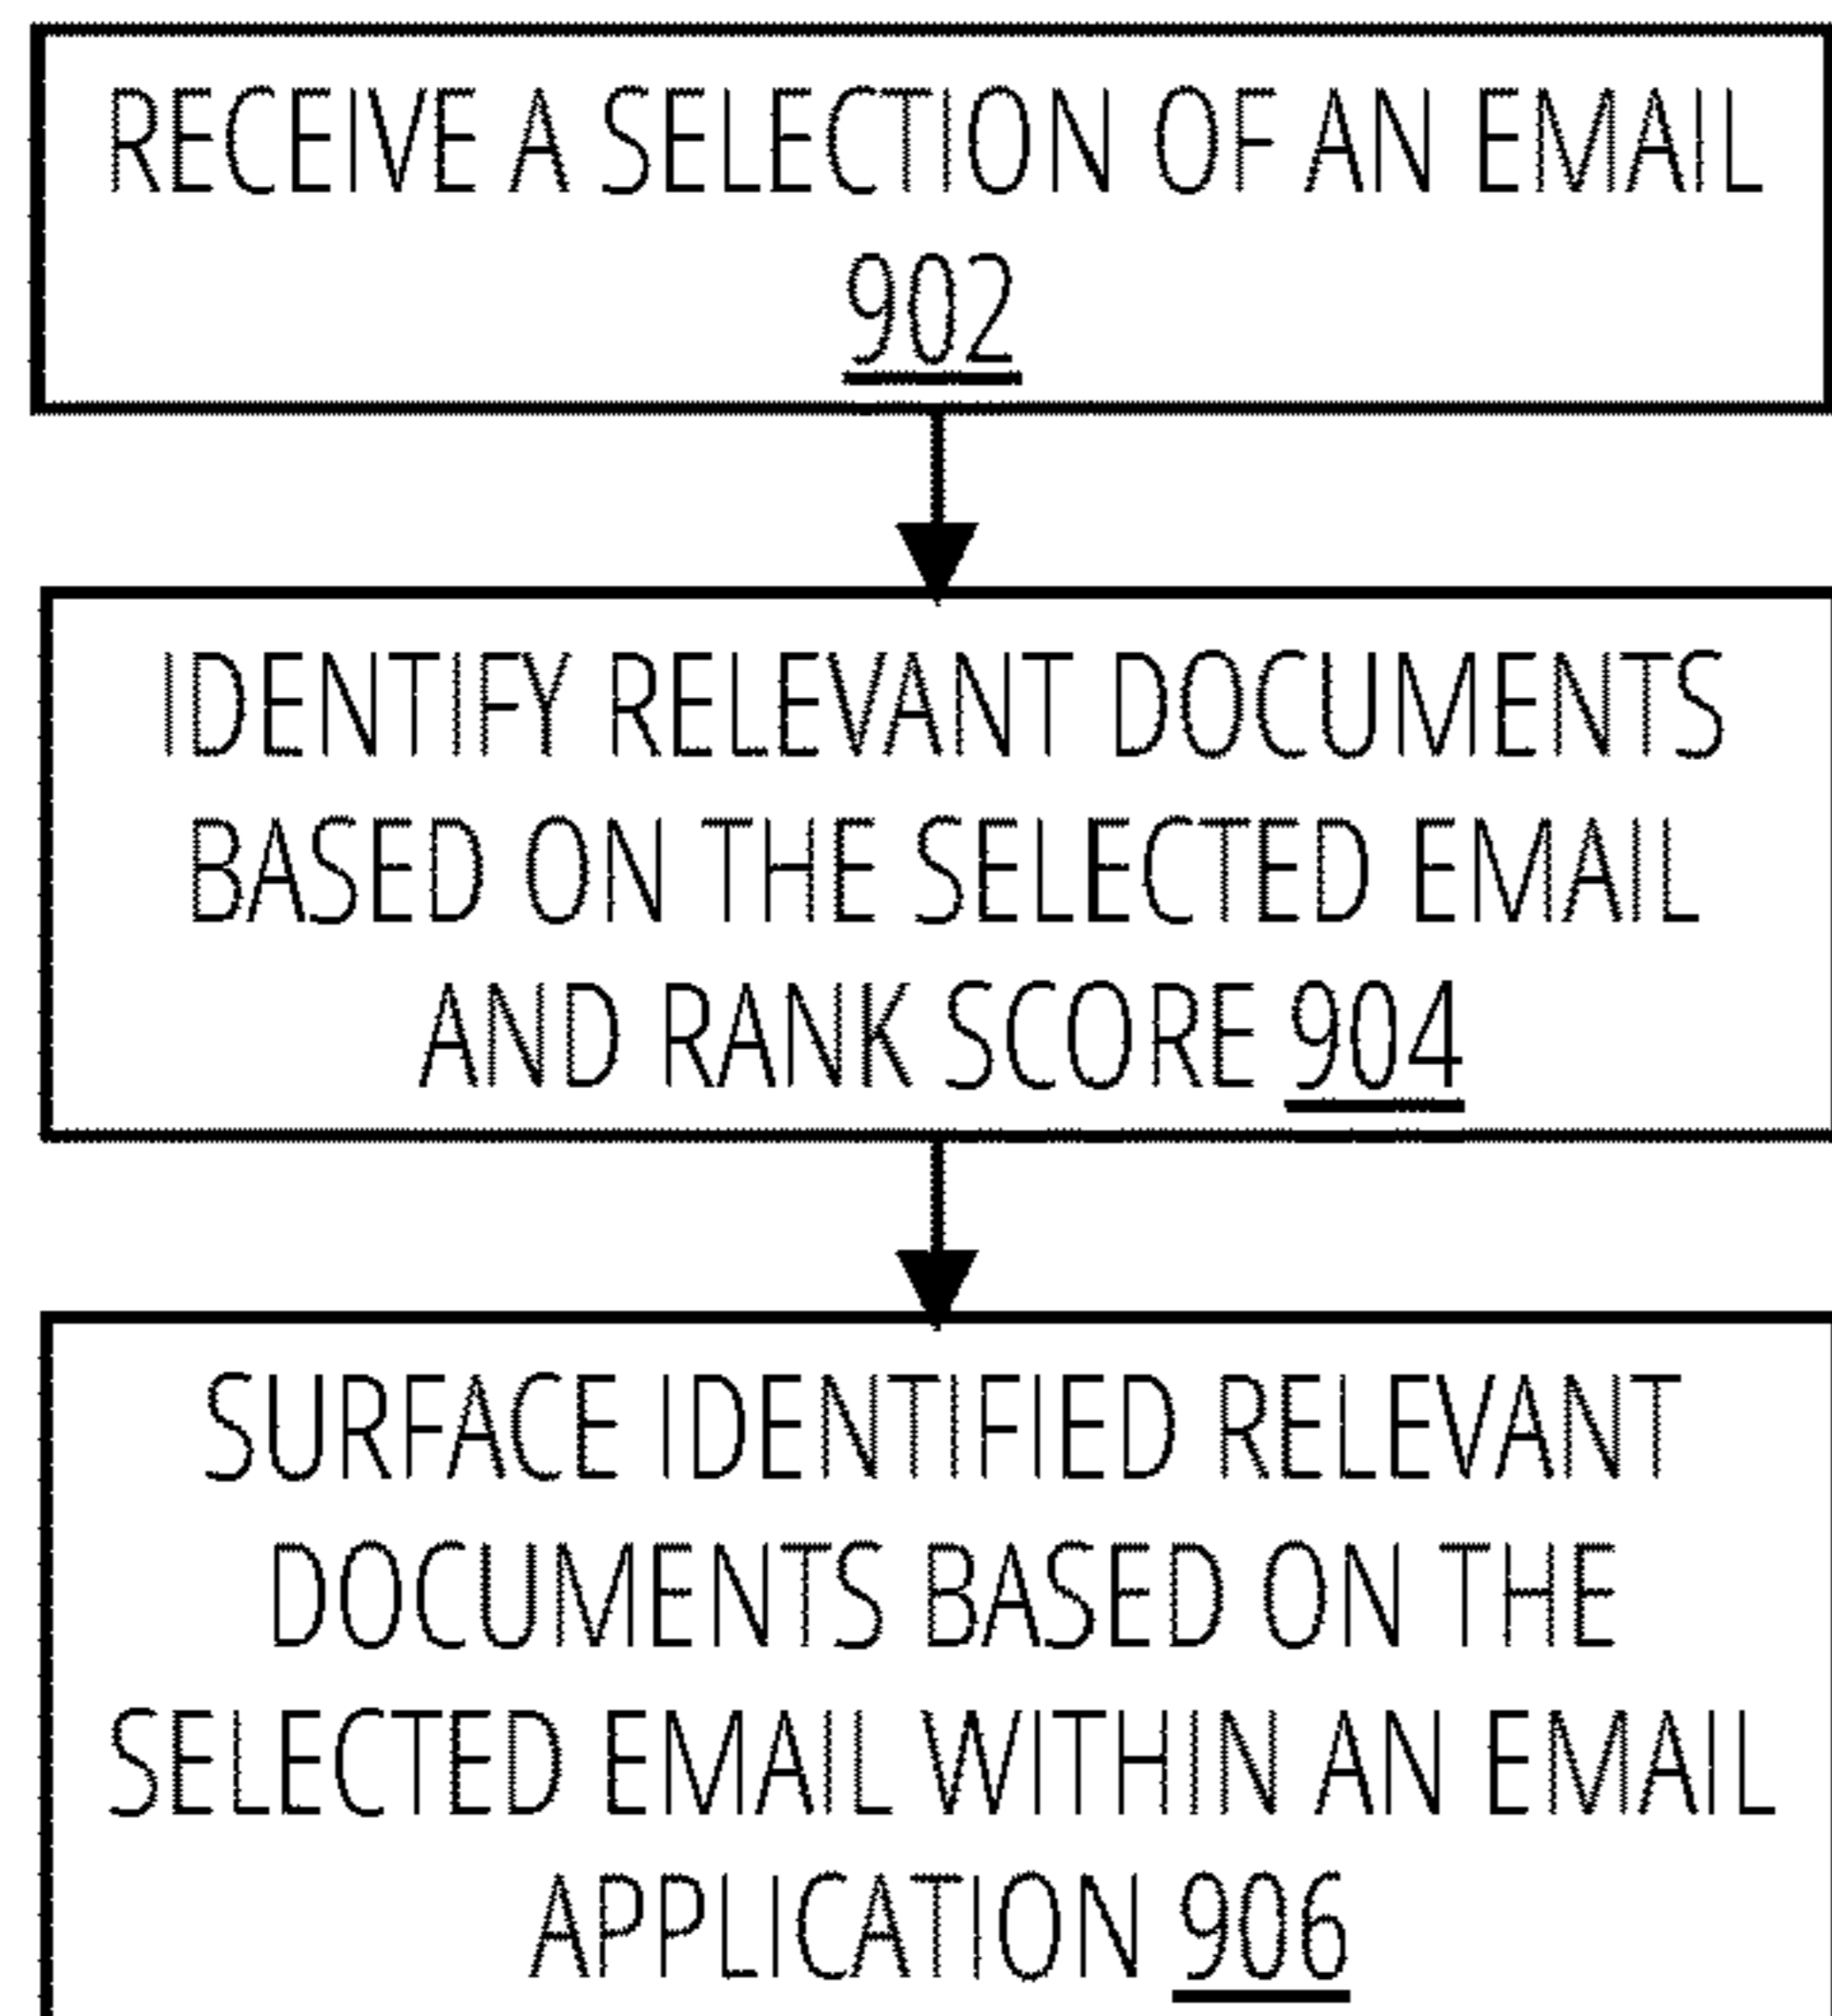 RECEIVE A SELECTION OF AN EMAIL
902
IDENTIFY RELEVANT DOCUMENTS
BASED ON THE SELECTED EMAIL
AND RANK SCORE 904
SURFACE IDENTIFIED RELEVANT
DOCUMENTS BASED ON THE
SELECTED EMAIL WITHIN AN EMAIL
APPLICATION 906